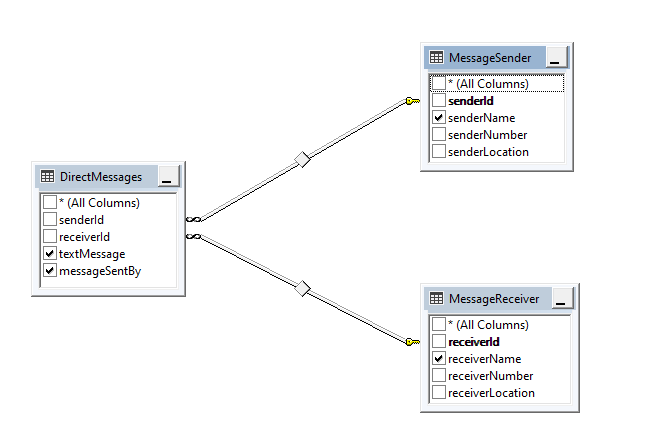 MessageSender
* (All Columns)
senderId
senderName
senderNumber
senderLocation
DirectMessages
* (All Columns)
senderId
receiverId
textMessage
messageSentBy
MessageReceiver
* (All Columns)
receiverId
receiverName
receiverNumber
receiverLocation